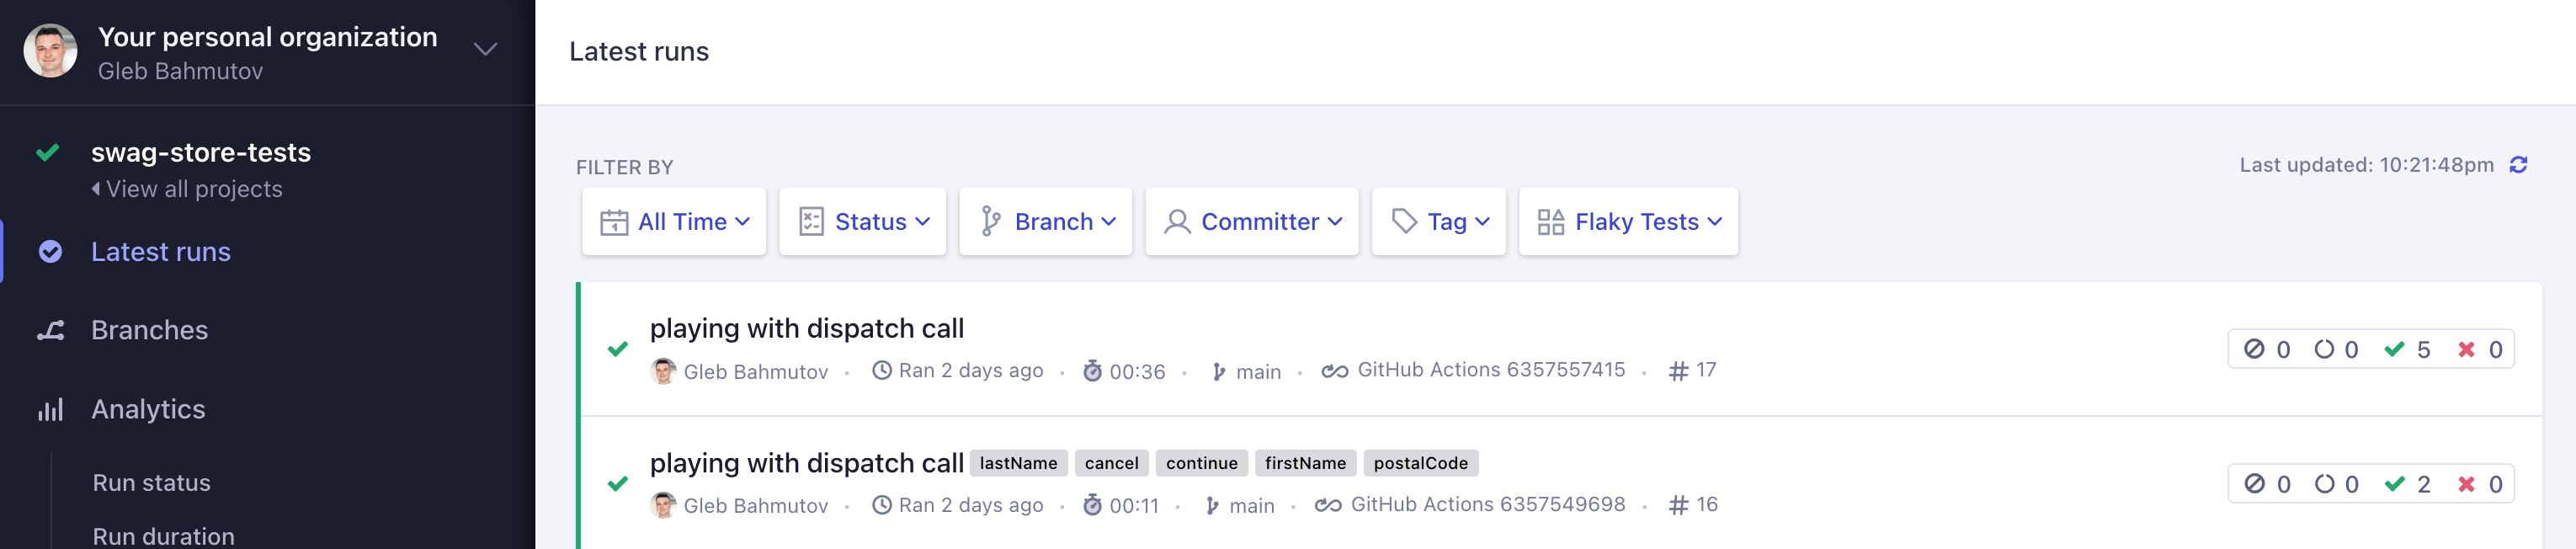 Your personal organization
Gleb Bahmutov
swag-store-tests
View all projects
Latest runs
Branches
Analytics
Run status
Run duration
Latest runs
FILTER BY
Last updated: 10:21:48pm
All Time Status Branch Committer Tag Flaky Tests
playing with dispatch call
Gleb Bahmutov · Ran 2 days ago · 00:36 · main · GitHub Actions 6357557415 · # 17
0 0 5 0
playing with dispatch call lastName cancel continue firstName postalCode
Gleb Bahmutov · Ran 2 days ago · 00:11 · main · GitHub Actions 6357549698 · # 16
0 0 2 0